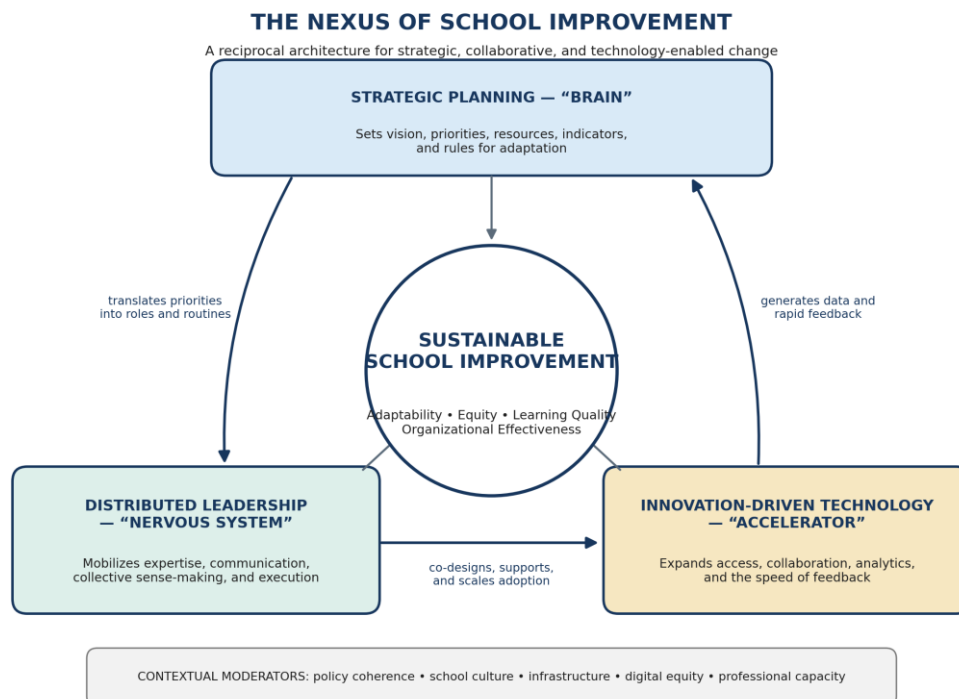 THE NEXUS OF SCHOOL IMPROVEMENT
A reciprocal architecture for strategic, collaborative, and technology-enabled change
STRATEGIC PLANNING — “BRAIN”
Sets vision, priorities, resources, indicators,
and rules for adaptation
translates priorities
into roles and routines
generates data and
rapid feedback
SUSTAINABLE
SCHOOL IMPROVEMENT
Adaptability • Equity • Learning Quality
Organizational Effectiveness
DISTRIBUTED LEADERSHIP
— “NERVOUS SYSTEM”
Mobilizes expertise, communication,
collective sense-making, and execution
co-designs, supports,
and scales adoption
INNOVATION-DRIVEN TECHNOLOGY
— “ACCELERATOR”
Expands access, collaboration, analytics,
and the speed of feedback
CONTEXTUAL MODERATORS: policy coherence • school culture • infrastructure • digital equity • professional capacity